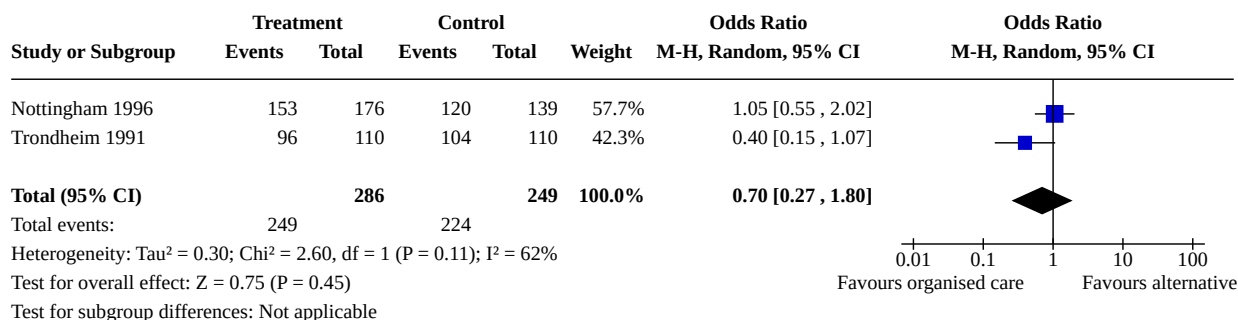 Treatment Control Odds Ratio Odds Ratio
Study or Subgroup Events Total Events Total Weight M-H, Random, 95% CI M-H, Random, 95% CI
Nottingham 1996 153 176 120 139 57.7% 1.05 [0.55 , 2.02]
Trondheim 1991 96 110 104 110 42.3% 0.40 [0.15 , 1.07]
Total (95% CI) 286 249 100.0% 0.70 [0.27 , 1.80]
Total events: 249 224
Heterogeneity: Tau² = 0.30; Chi² = 2.60, df = 1 (P = 0.11); I² = 62%
0.01 0.1 1 10 100
Test for overall effect: Z = 0.75 (P = 0.45)
Favours organised care Favours alternative
Test for subgroup differences: Not applicable